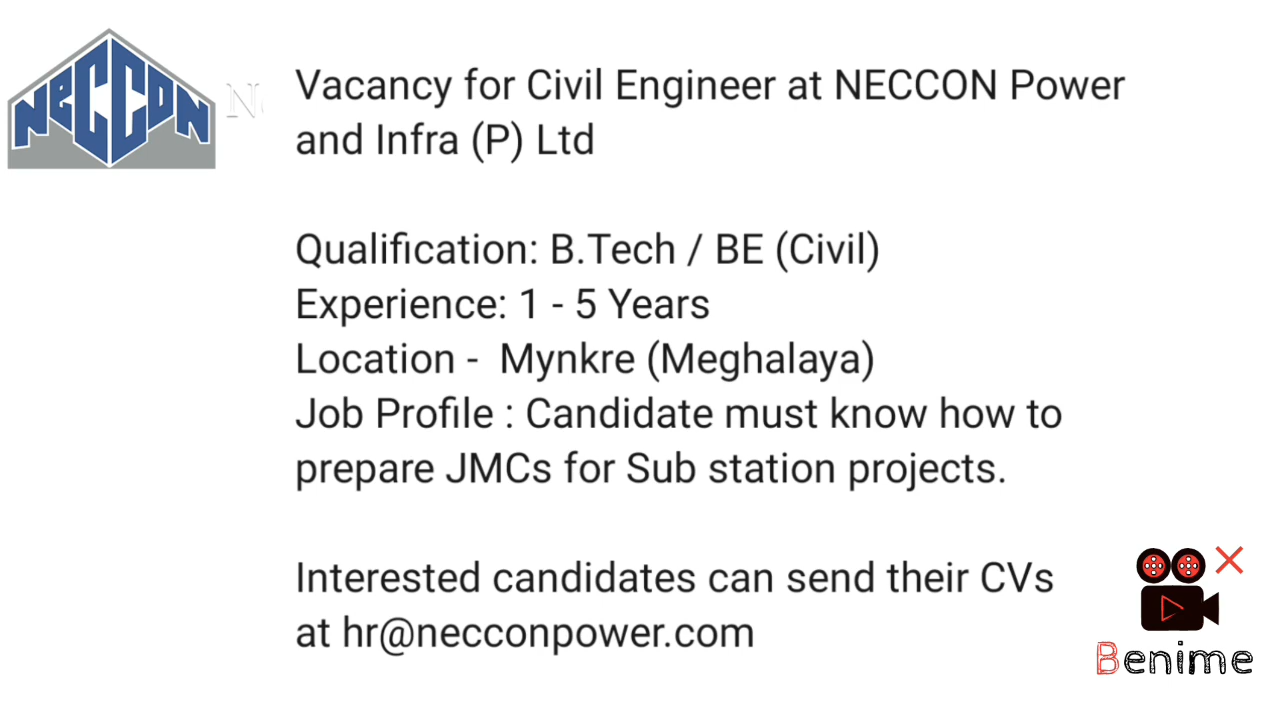 NECCON
Vacancy for Civil Engineer at NECCON Power
and Infra (P) Ltd
Qualification: B.Tech / BE (Civil)
Experience: 1 - 5 Years
Location - Mynkre (Meghalaya)
Job Profile : Candidate must know how to
prepare JMCs for Sub station projects.
Interested candidates can send their CVs
at hr@necconpower.com
Benime